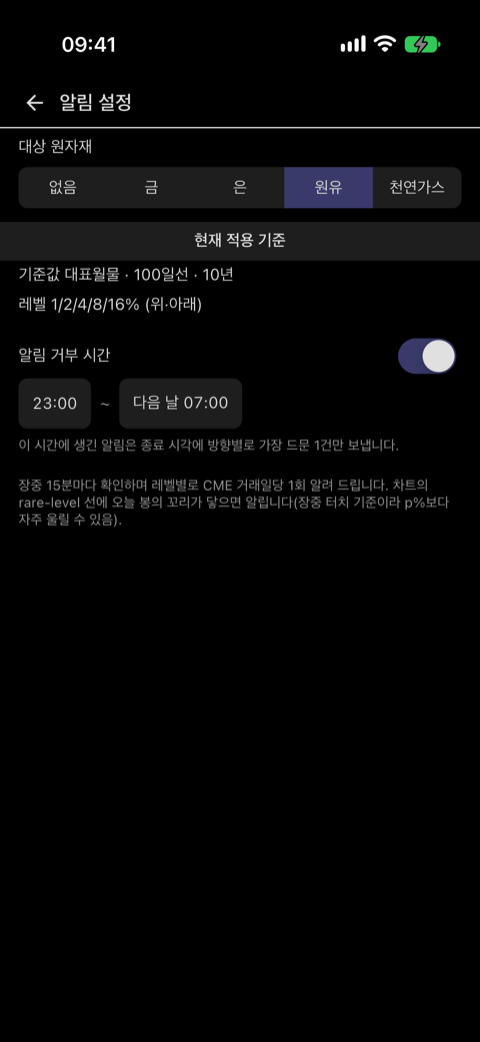 09:41
알림 설정
대상 원자재
없음 금 은 원유 천연가스
현재 적용 기준
기준값 대표월물 · 100일선 · 10년
레벨 1/2/4/8/16% (위·아래)
알림 거부 시간
23:00 ~ 다음 날 07:00
이 시간에 생긴 알림은 종료 시각에 방향별로 가장 드문 1건만 보냅니다.
장중 15분마다 확인하며 레벨별로 CME 거래일당 1회 알려 드립니다. 차트의
rare-level 선에 오늘 봉의 꼬리가 닿으면 알립니다(장중 터치 기준이라 p%보다
자주 울릴 수 있음).